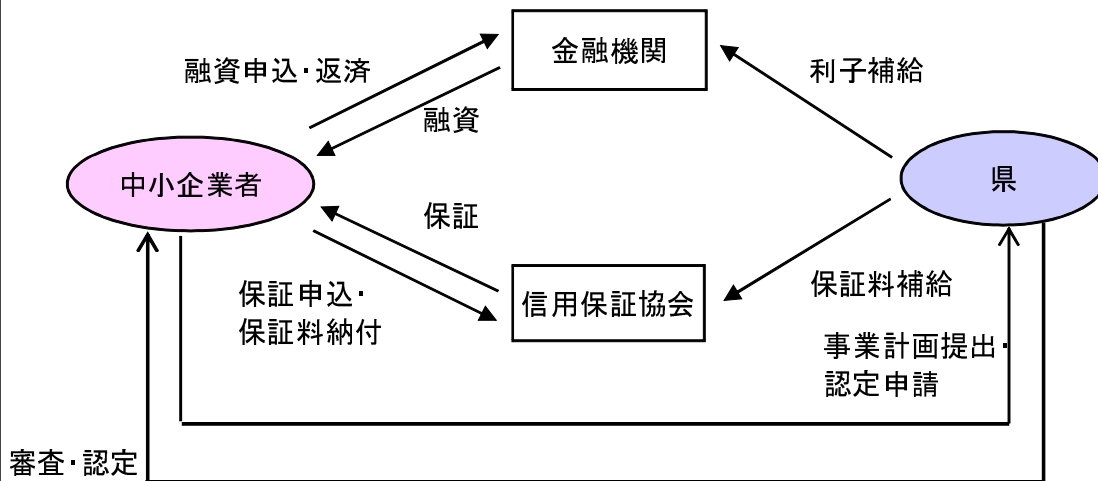 金融機関
融資申込・返済
利子補給
融資
中小企業者
県
保証
保証申込・
保証料納付
信用保証協会
保証料補給
事業計画提出・
認定申請
審査・認定